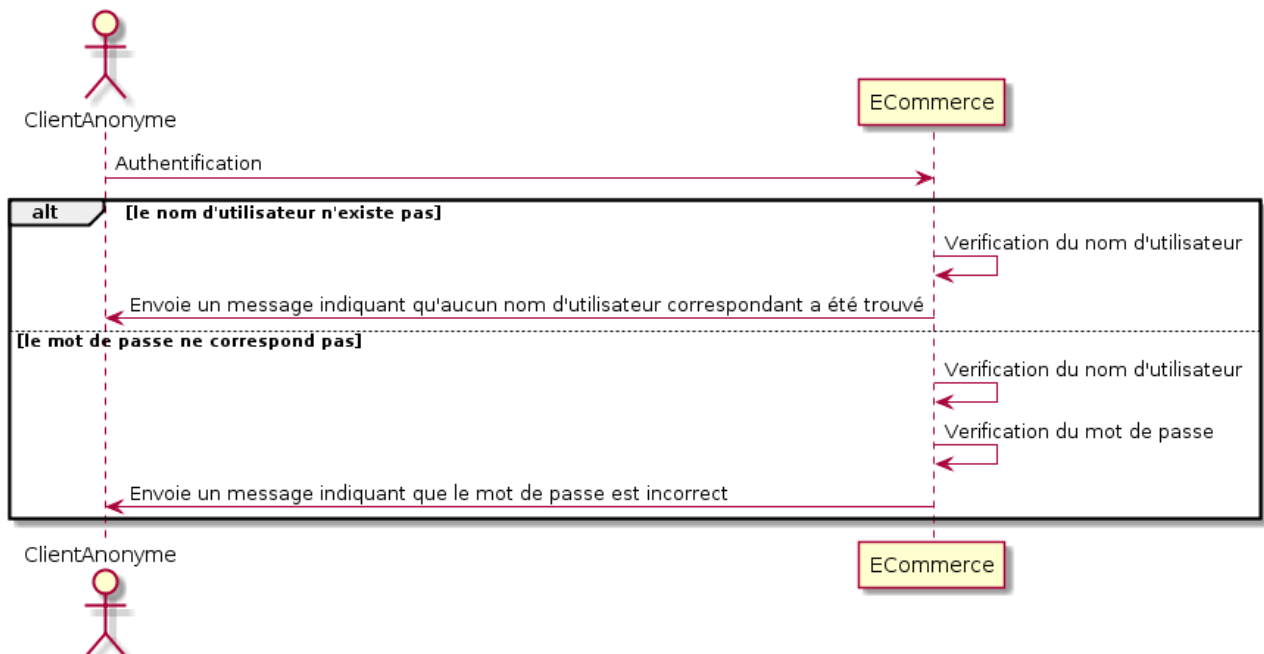 ClientAnonyme
ECommerce
Authentification
alt
[le nom d'utilisateur n'existe pas]
Verification du nom d'utilisateur
Envoie un message indiquant qu'aucun nom d'utilisateur correspondant a été trouvé
[le mot de passe ne correspond pas]
Verification du nom d'utilisateur
Verification du mot de passe
Envoie un message indiquant que le mot de passe est incorrect
ClientAnonyme
ECommerce